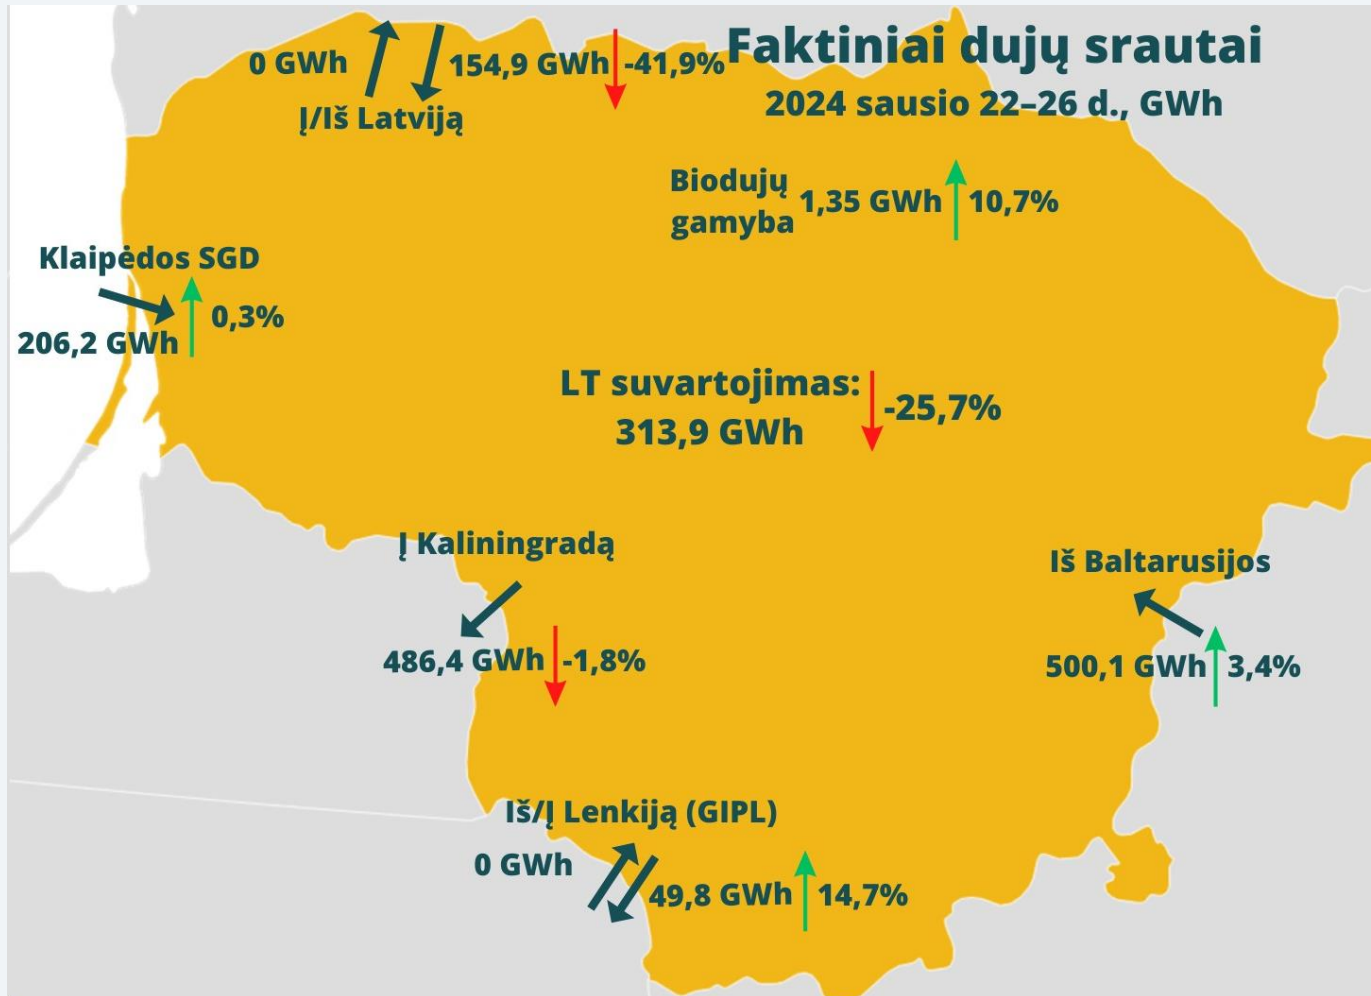 Faktiniai dujų srautai
2024 sausio 22–26 d., GWh
0 GWh
154,9 GWh
-41,9%
Į/Iš Latviją
Biodujų
gamyba
1,35 GWh
10,7%
Klaipėdos SGD
206,2 GWh
0,3%
LT suvartojimas:
313,9 GWh
-25,7%
Į Kaliningradą
486,4 GWh
-1,8%
Iš Baltarusijos
500,1 GWh
3,4%
Iš/Į Lenkiją (GIPL)
0 GWh
49,8 GWh
14,7%